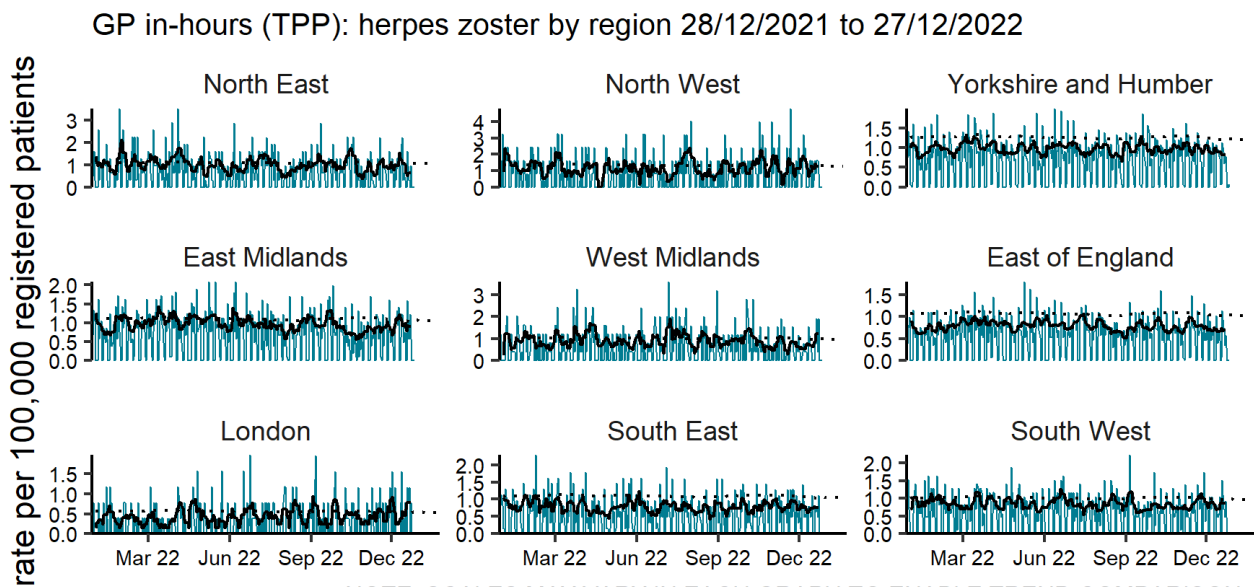 GP in-hours (TPP): herpes zoster by region 28/12/2021 to 27/12/2022
rate per 100,000 registered patients
North East
3
2
1
0
North West
4
3
2
1
0
Yorkshire and Humber
1.5
1.0
0.5
0.0
East Midlands
2.0
1.5
1.0
0.5
0.0
West Midlands
3
2
1
0
East of England
1.5
1.0
0.5
0.0
London
1.5
1.0
0.5
0.0
Mar 22 Jun 22 Sep 22 Dec 22
South East
2.0
1.5
1.0
0.5
0.0
Mar 22 Jun 22 Sep 22 Dec 22
South West
2.0
1.5
1.0
0.5
0.0
Mar 22 Jun 22 Sep 22 Dec 22